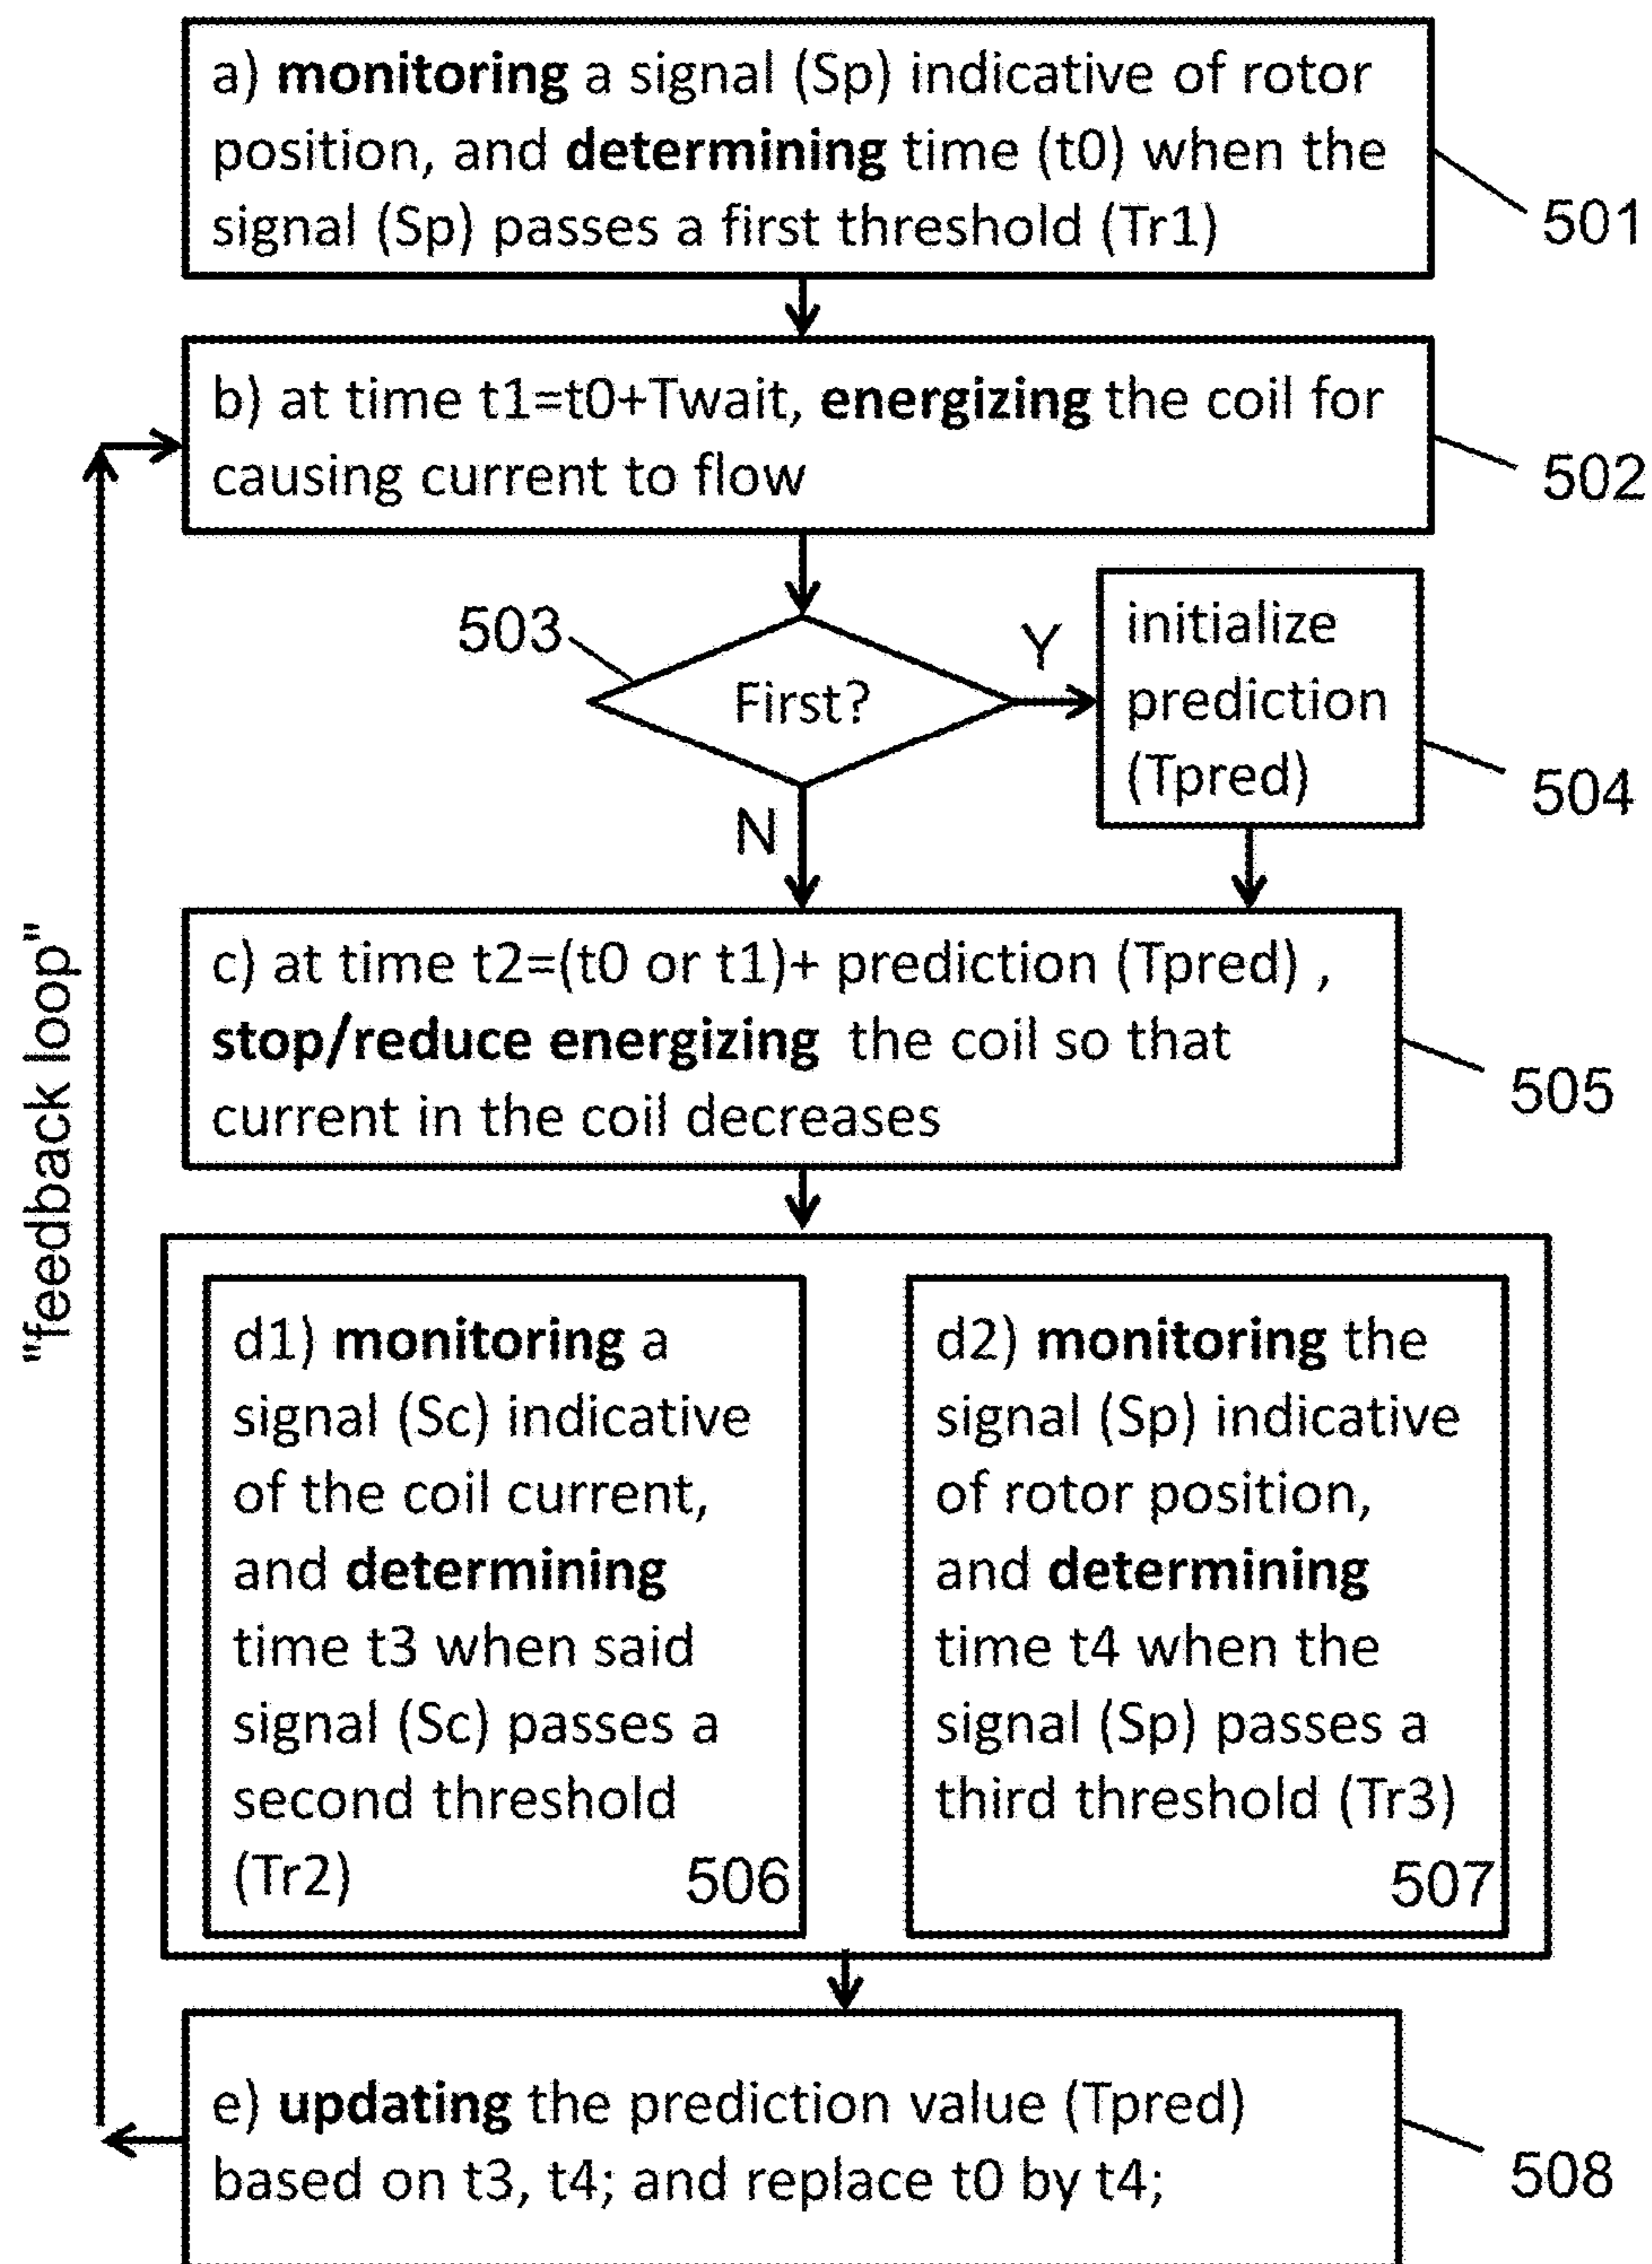 a) monitoring a signal (Sp) indicative of rotor
position, and determining time (t0) when the
signal (Sp) passes a first threshold (Tr1)
501
b) at time t1=t0+Twait, energizing the coil for
causing current to flow
502
503
First?
Y
N
initialize
prediction
(Tpred)
504
c) at time t2=(t0 or t1)+ prediction (Tpred) ,
stop/reduce energizing the coil so that
current in the coil decreases
505
"feedback loop"
d1) monitoring a
signal (Sc) indicative
of the coil current,
and determining
time t3 when said
signal (Sc) passes a
second threshold
(Tr2)
506
d2) monitoring the
signal (Sp) indicative
of rotor position,
and determining
time t4 when the
signal (Sp) passes a
third threshold (Tr3)
507
e) updating the prediction value (Tpred)
based on t3, t4; and replace t0 by t4;
508